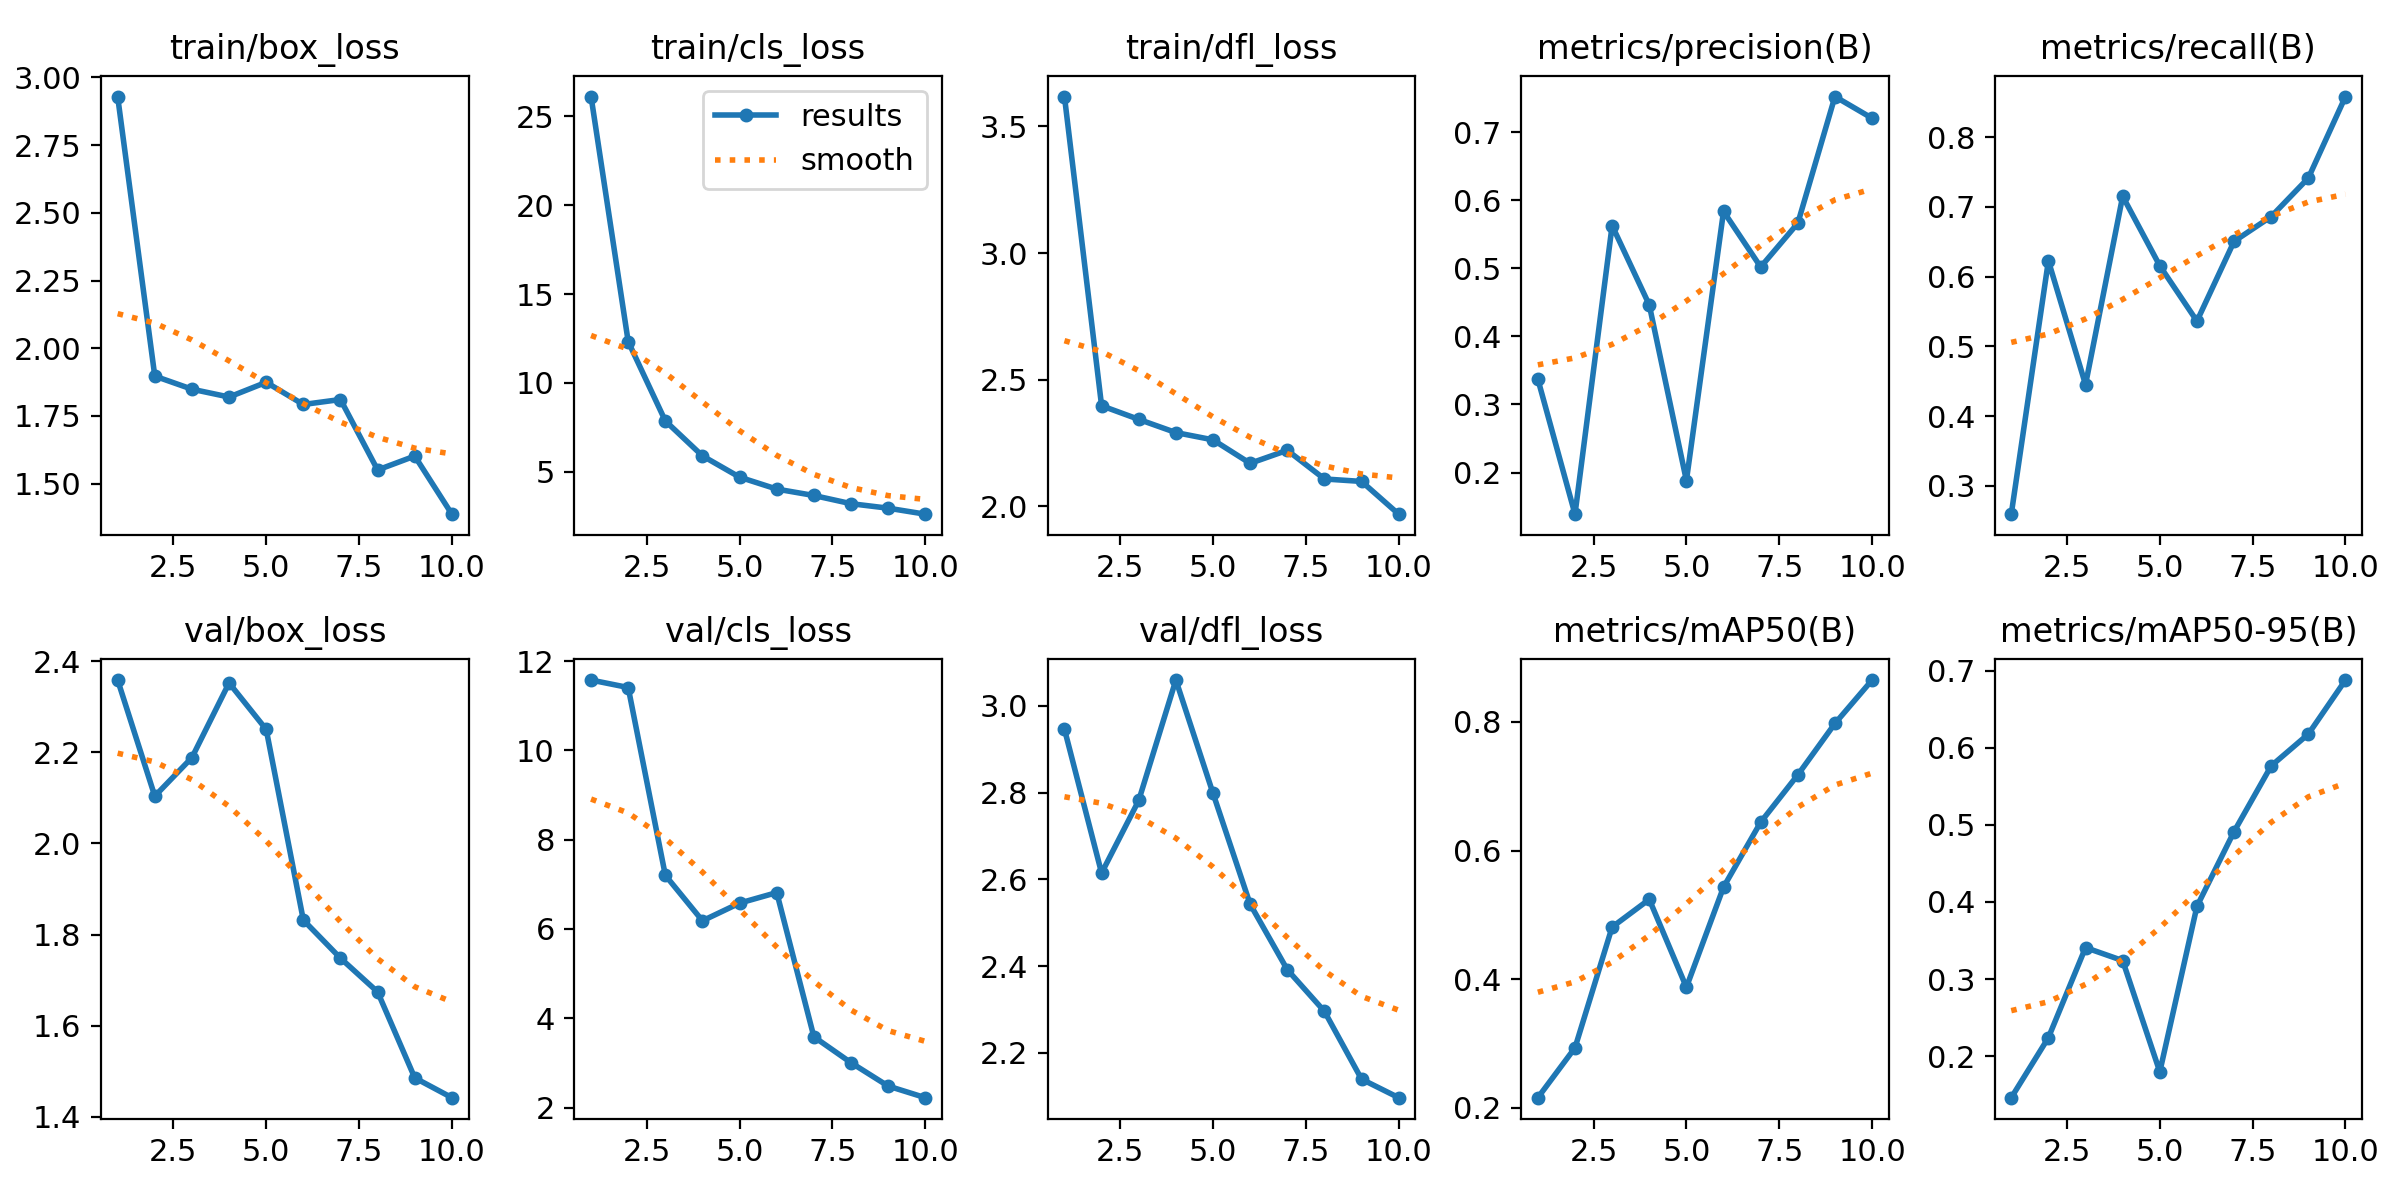 train/box_loss
3.00
2.75
2.50
2.25
2.00
1.75
1.50
2.5 5.0 7.5 10.0
train/cls_loss
25
20
15
10
5
results
smooth
2.5 5.0 7.5 10.0
train/dfl_loss
3.5
3.0
2.5
2.0
2.5 5.0 7.5 10.0
metrics/precision(B)
0.7
0.6
0.5
0.4
0.3
0.2
2.5 5.0 7.5 10.0
metrics/recall(B)
0.8
0.7
0.6
0.5
0.4
0.3
2.5 5.0 7.5 10.0
val/box_loss
2.4
2.2
2.0
1.8
1.6
1.4
2.5 5.0 7.5 10.0
val/cls_loss
12
10
8
6
4
2
2.5 5.0 7.5 10.0
val/dfl_loss
3.0
2.8
2.6
2.4
2.2
2.5 5.0 7.5 10.0
metrics/mAP50(B)
0.8
0.6
0.4
0.2
2.5 5.0 7.5 10.0
metrics/mAP50-95(B)
0.7
0.6
0.5
0.4
0.3
0.2
2.5 5.0 7.5 10.0